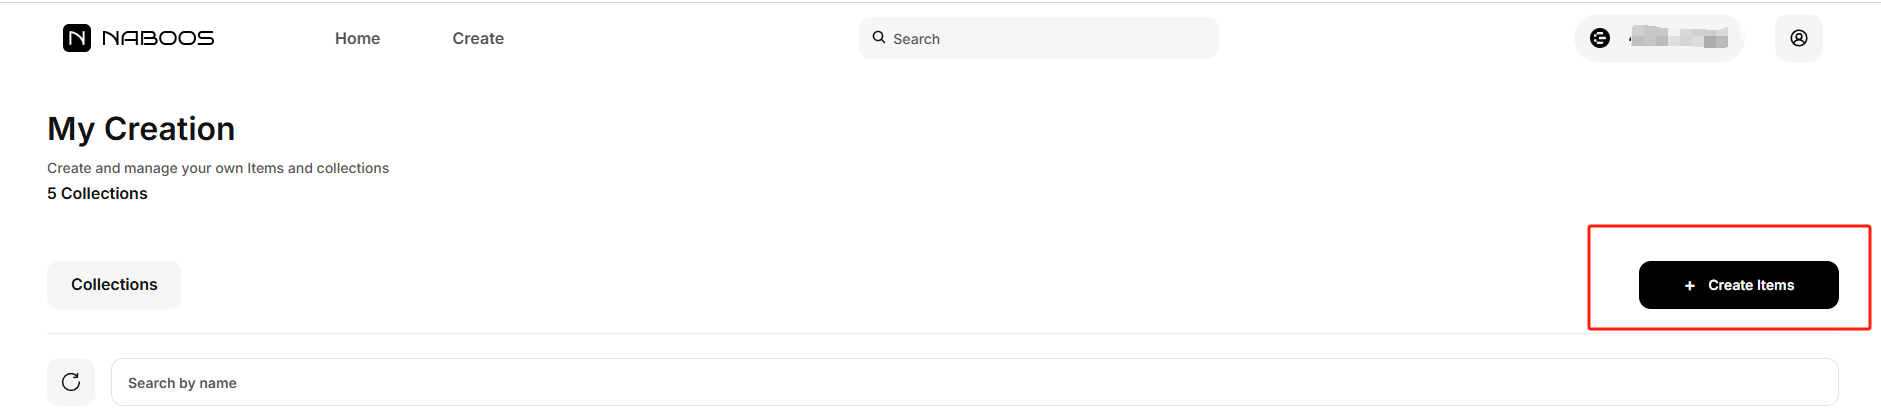 NABOOS
Home
Create
Search
My Creation
Create and manage your own Items and collections
5 Collections
Collections
+ Create Items
Search by name